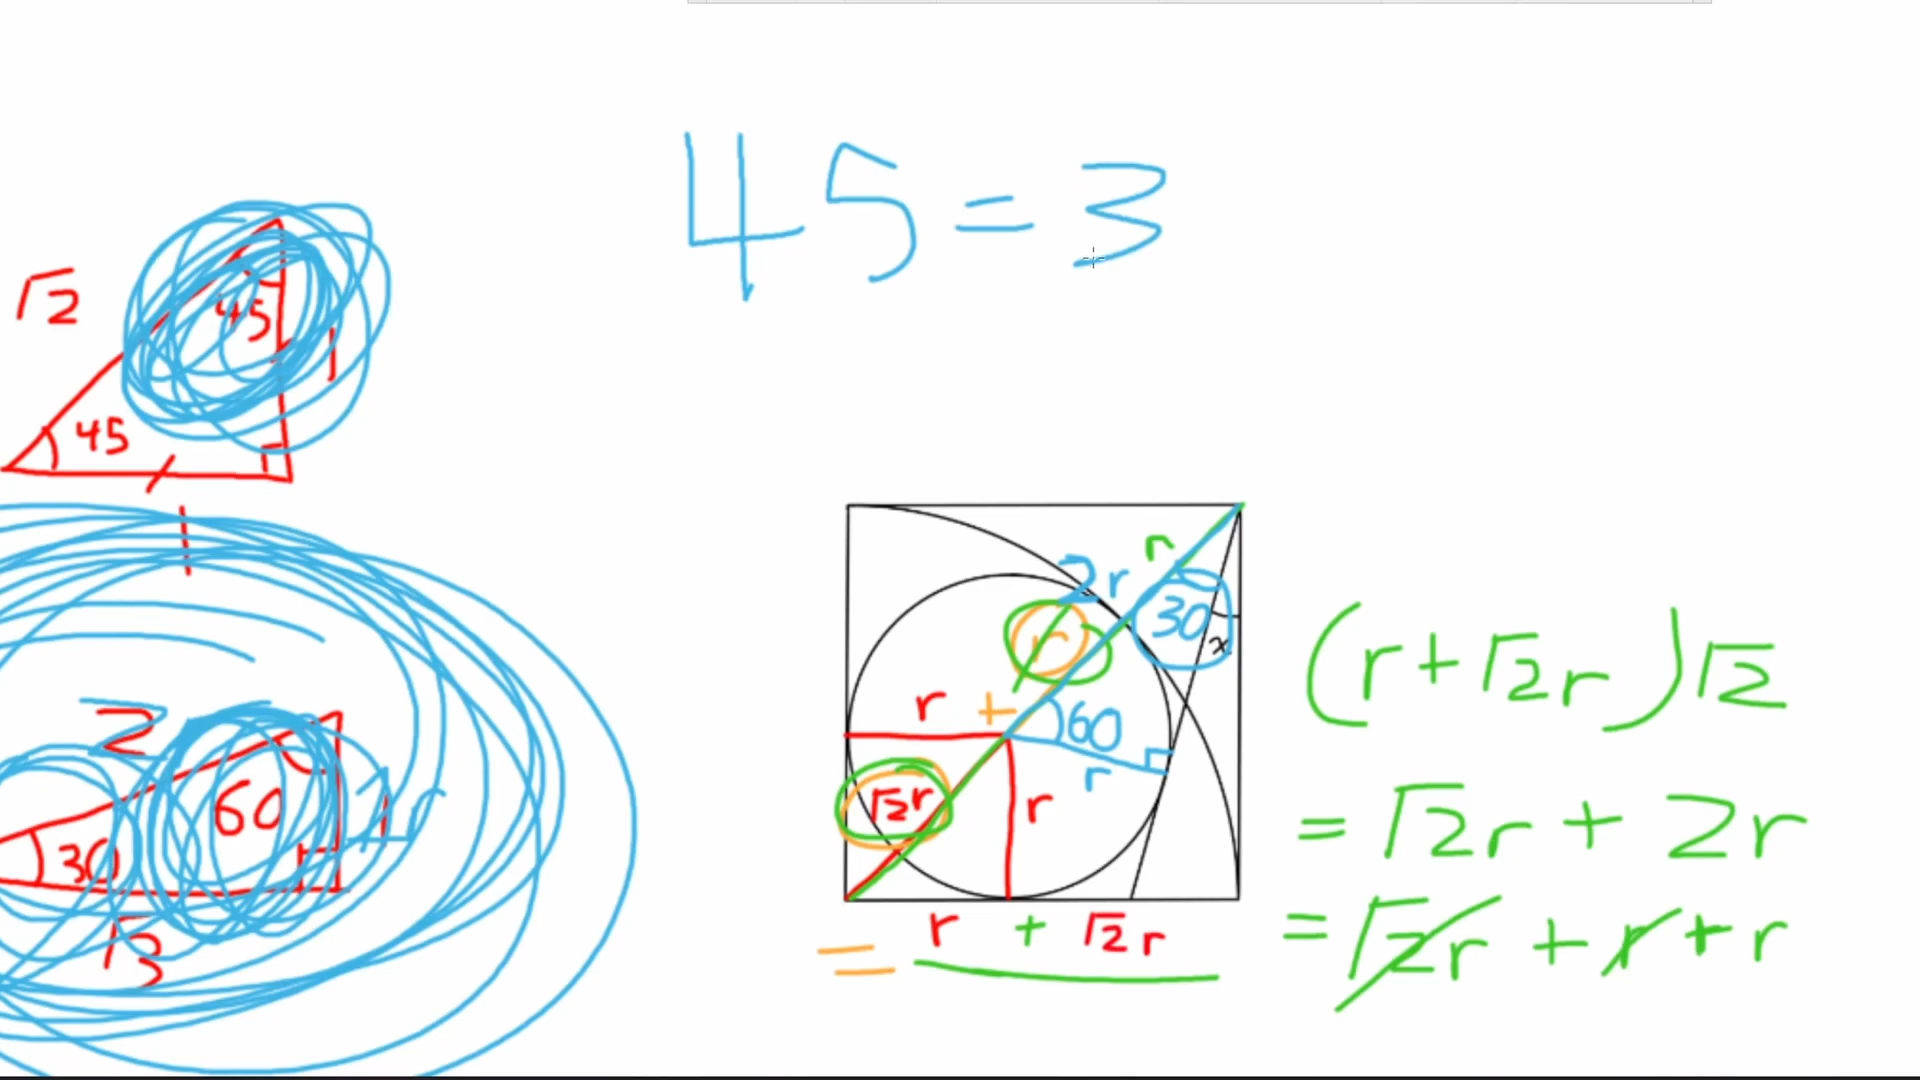 45=3
√2
45
1
45
1
2
60
1
30
√3
r
2r
30
x
r
r
+
60
r
√2r
r
r + √2r
=
(r+√2r)√2
= √2r + 2r
= √2r + r + r